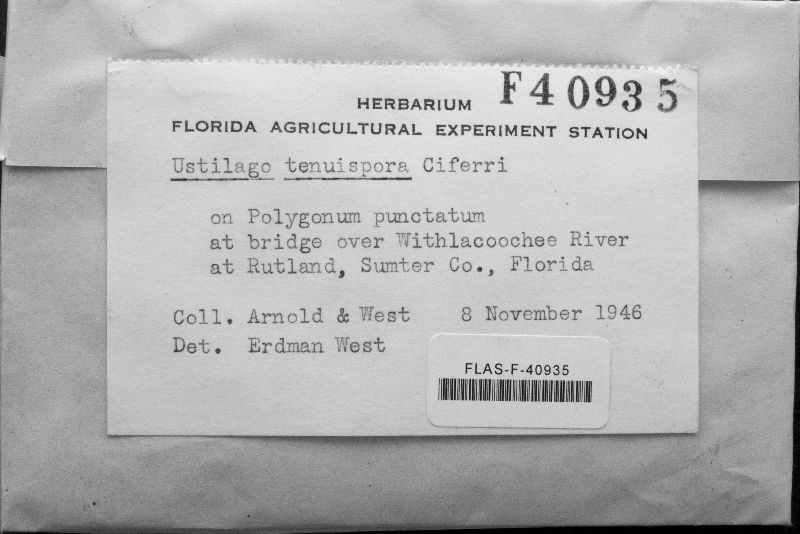 F40935
HERBARIUM
FLORIDA AGRICULTURAL EXPERIMENT STATION
Ustilago tenuispora Ciferri
on Polygonum punctatum
at bridge over Withlacoochee River
at Rutland, Sumter Co., Florida
Coll. Arnold & West 8 November 1946
Det. Erdman West
FLAS-F-40935